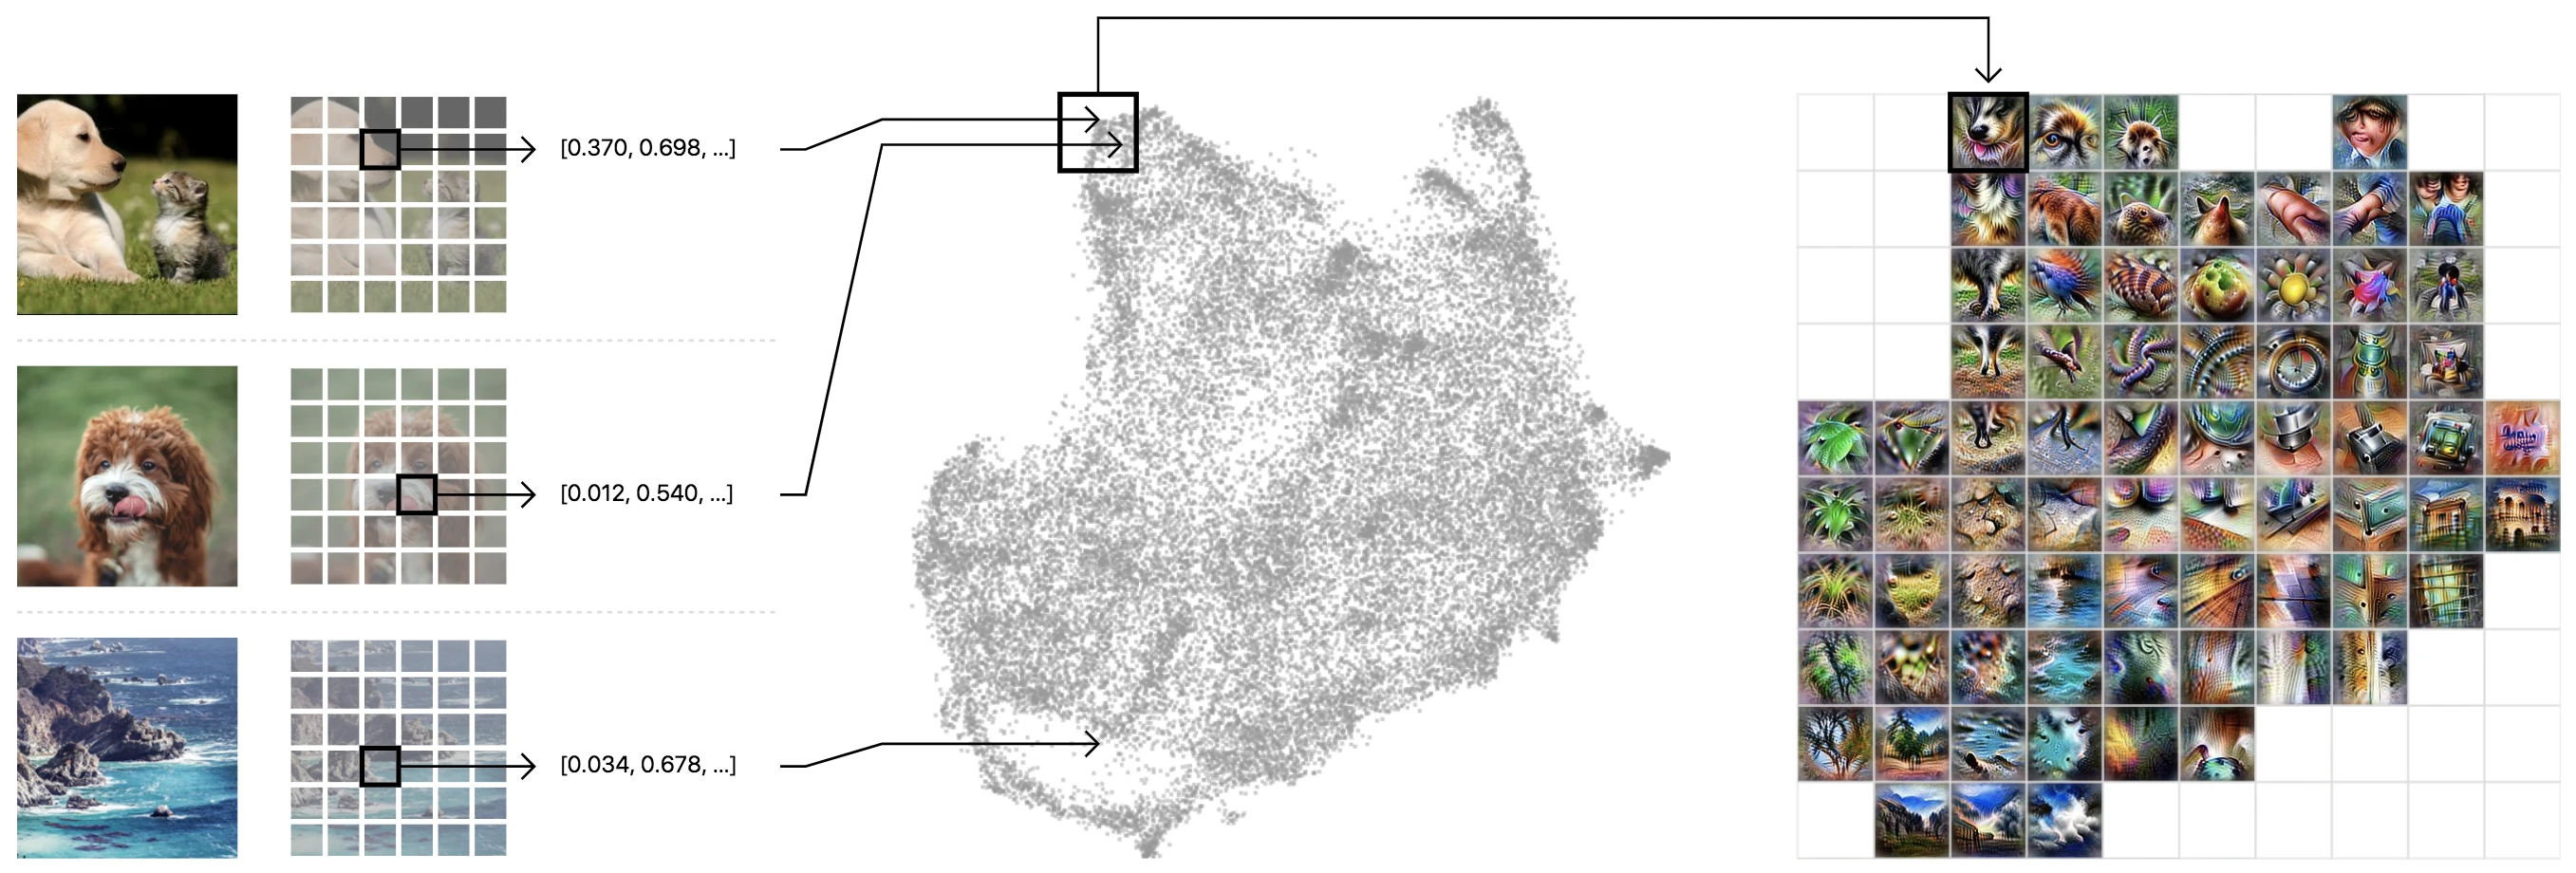 [0.370, 0.698, ...]
[0.012, 0.540, ...]
[0.034, 0.678, ...]